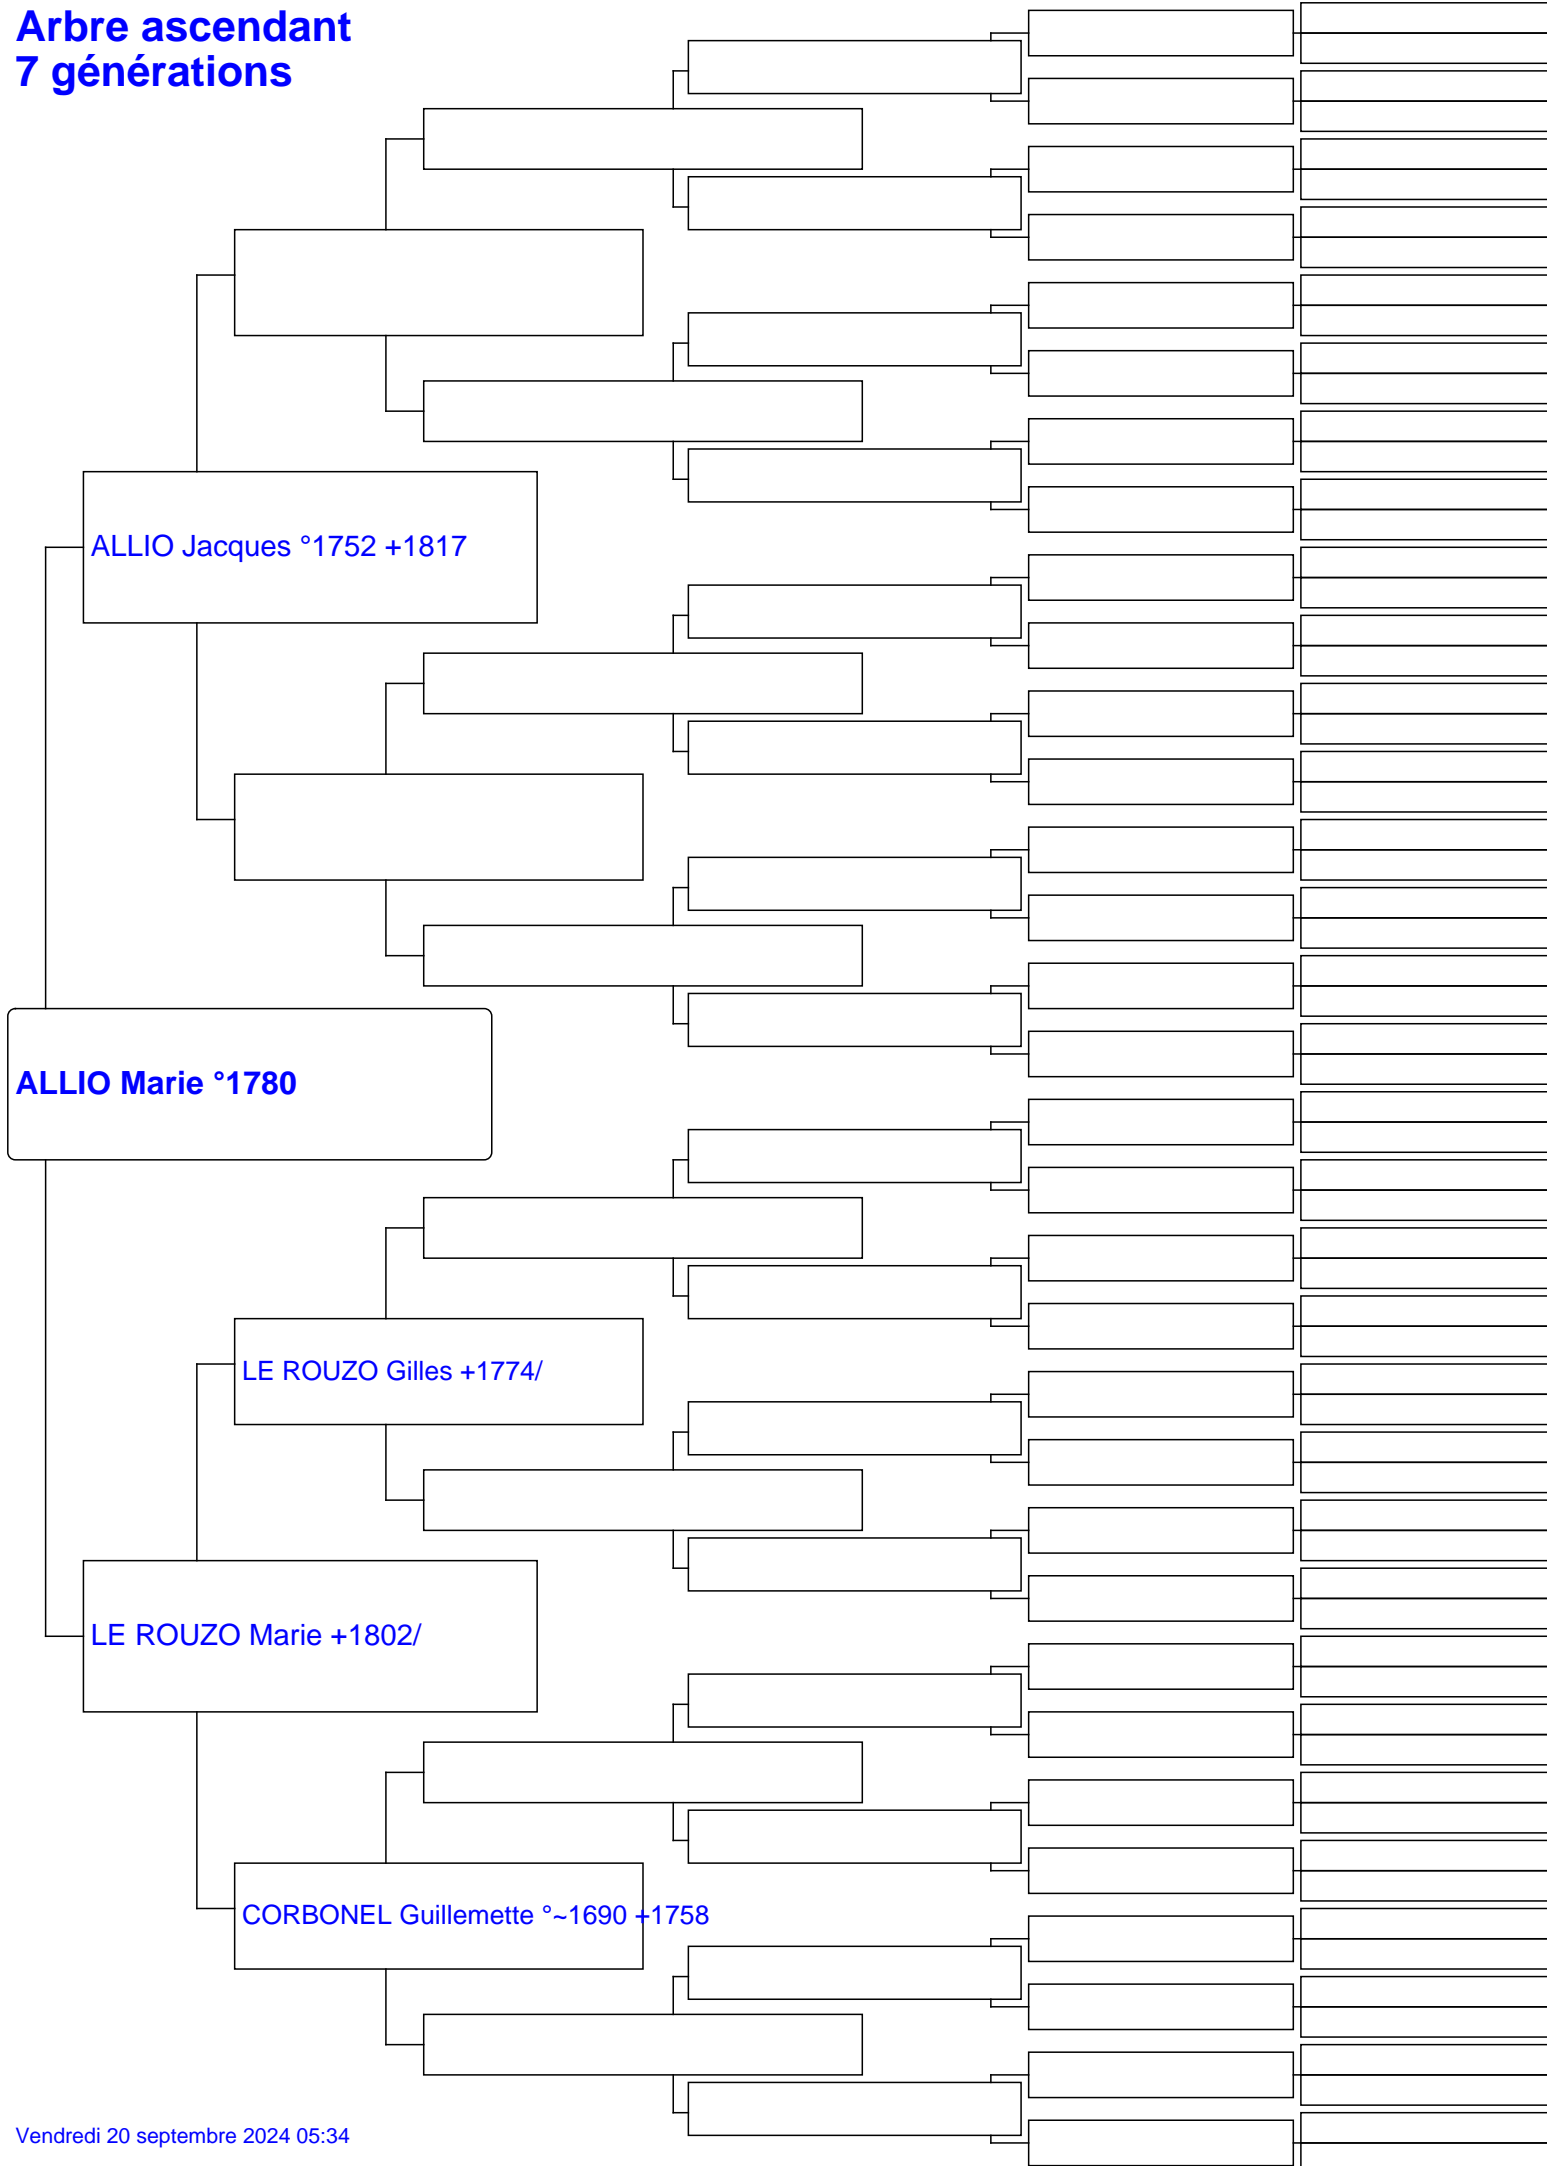 Arbre ascendant
7 générations
ALLIO Jacques °1752 +1817
ALLIO Marie °1780
LE ROUZO Gilles +1774/
LE ROUZO Marie +1802/
CORBONEL Guillemette °~1690 +1758
Vendredi 20 septembre 2024 05:34